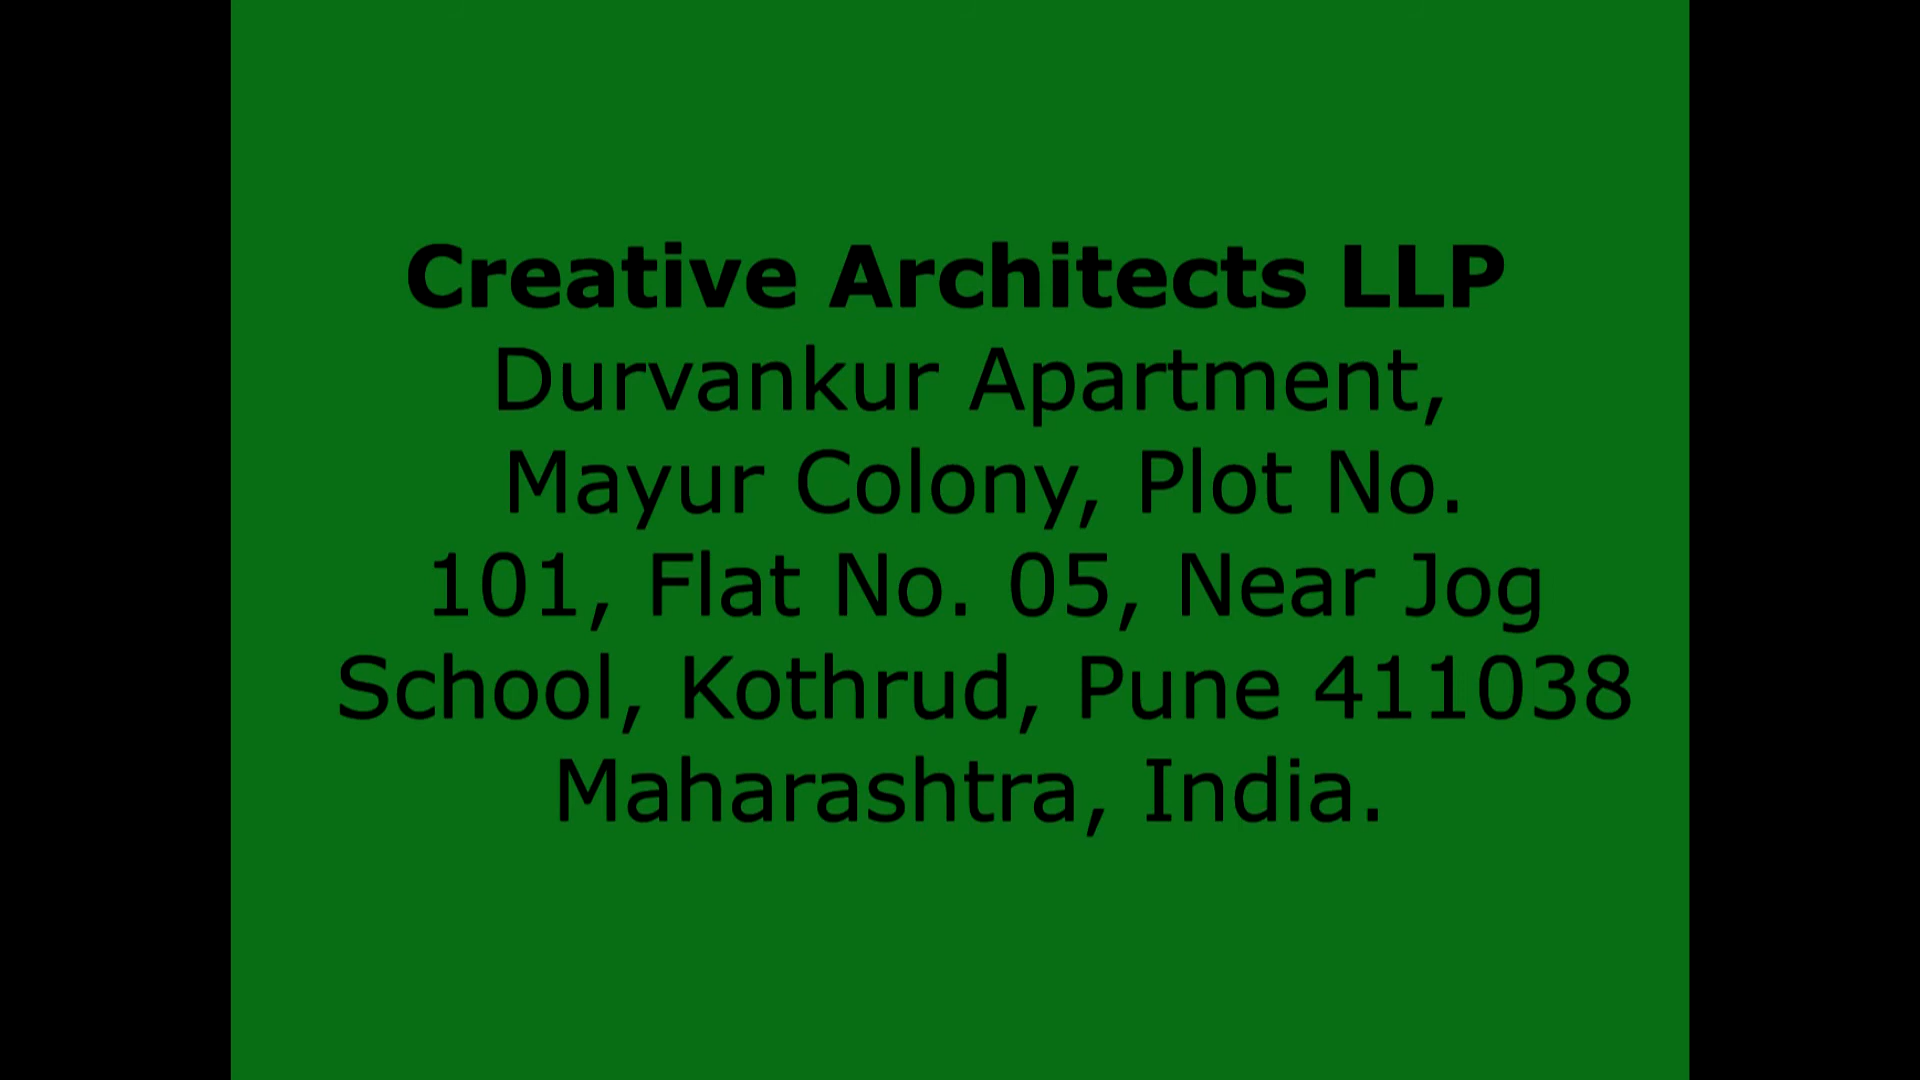 Creative Architects LLP
Durvankur Apartment,
Mayur Colony, Plot No.
101, Flat No. 05, Near Jog
School, Kothrud, Pune 411038
Maharashtra, India.